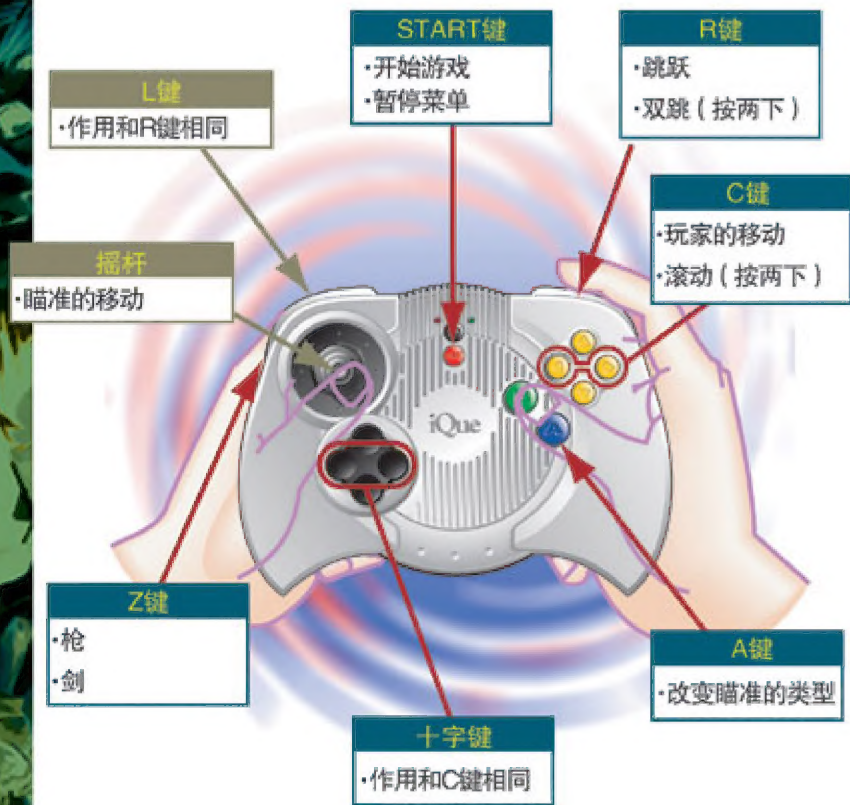 START键
·开始游戏
·暂停菜单
R键
·跳跃
·双跳（按两下）
L键
·作用和R键相同
C键
·玩家的移动
·滚动（按两下）
摇杆
·瞄准的移动
iQue
A
Z键
·枪
·剑
A键
·改变瞄准的类型
十字键
·作用和C键相同